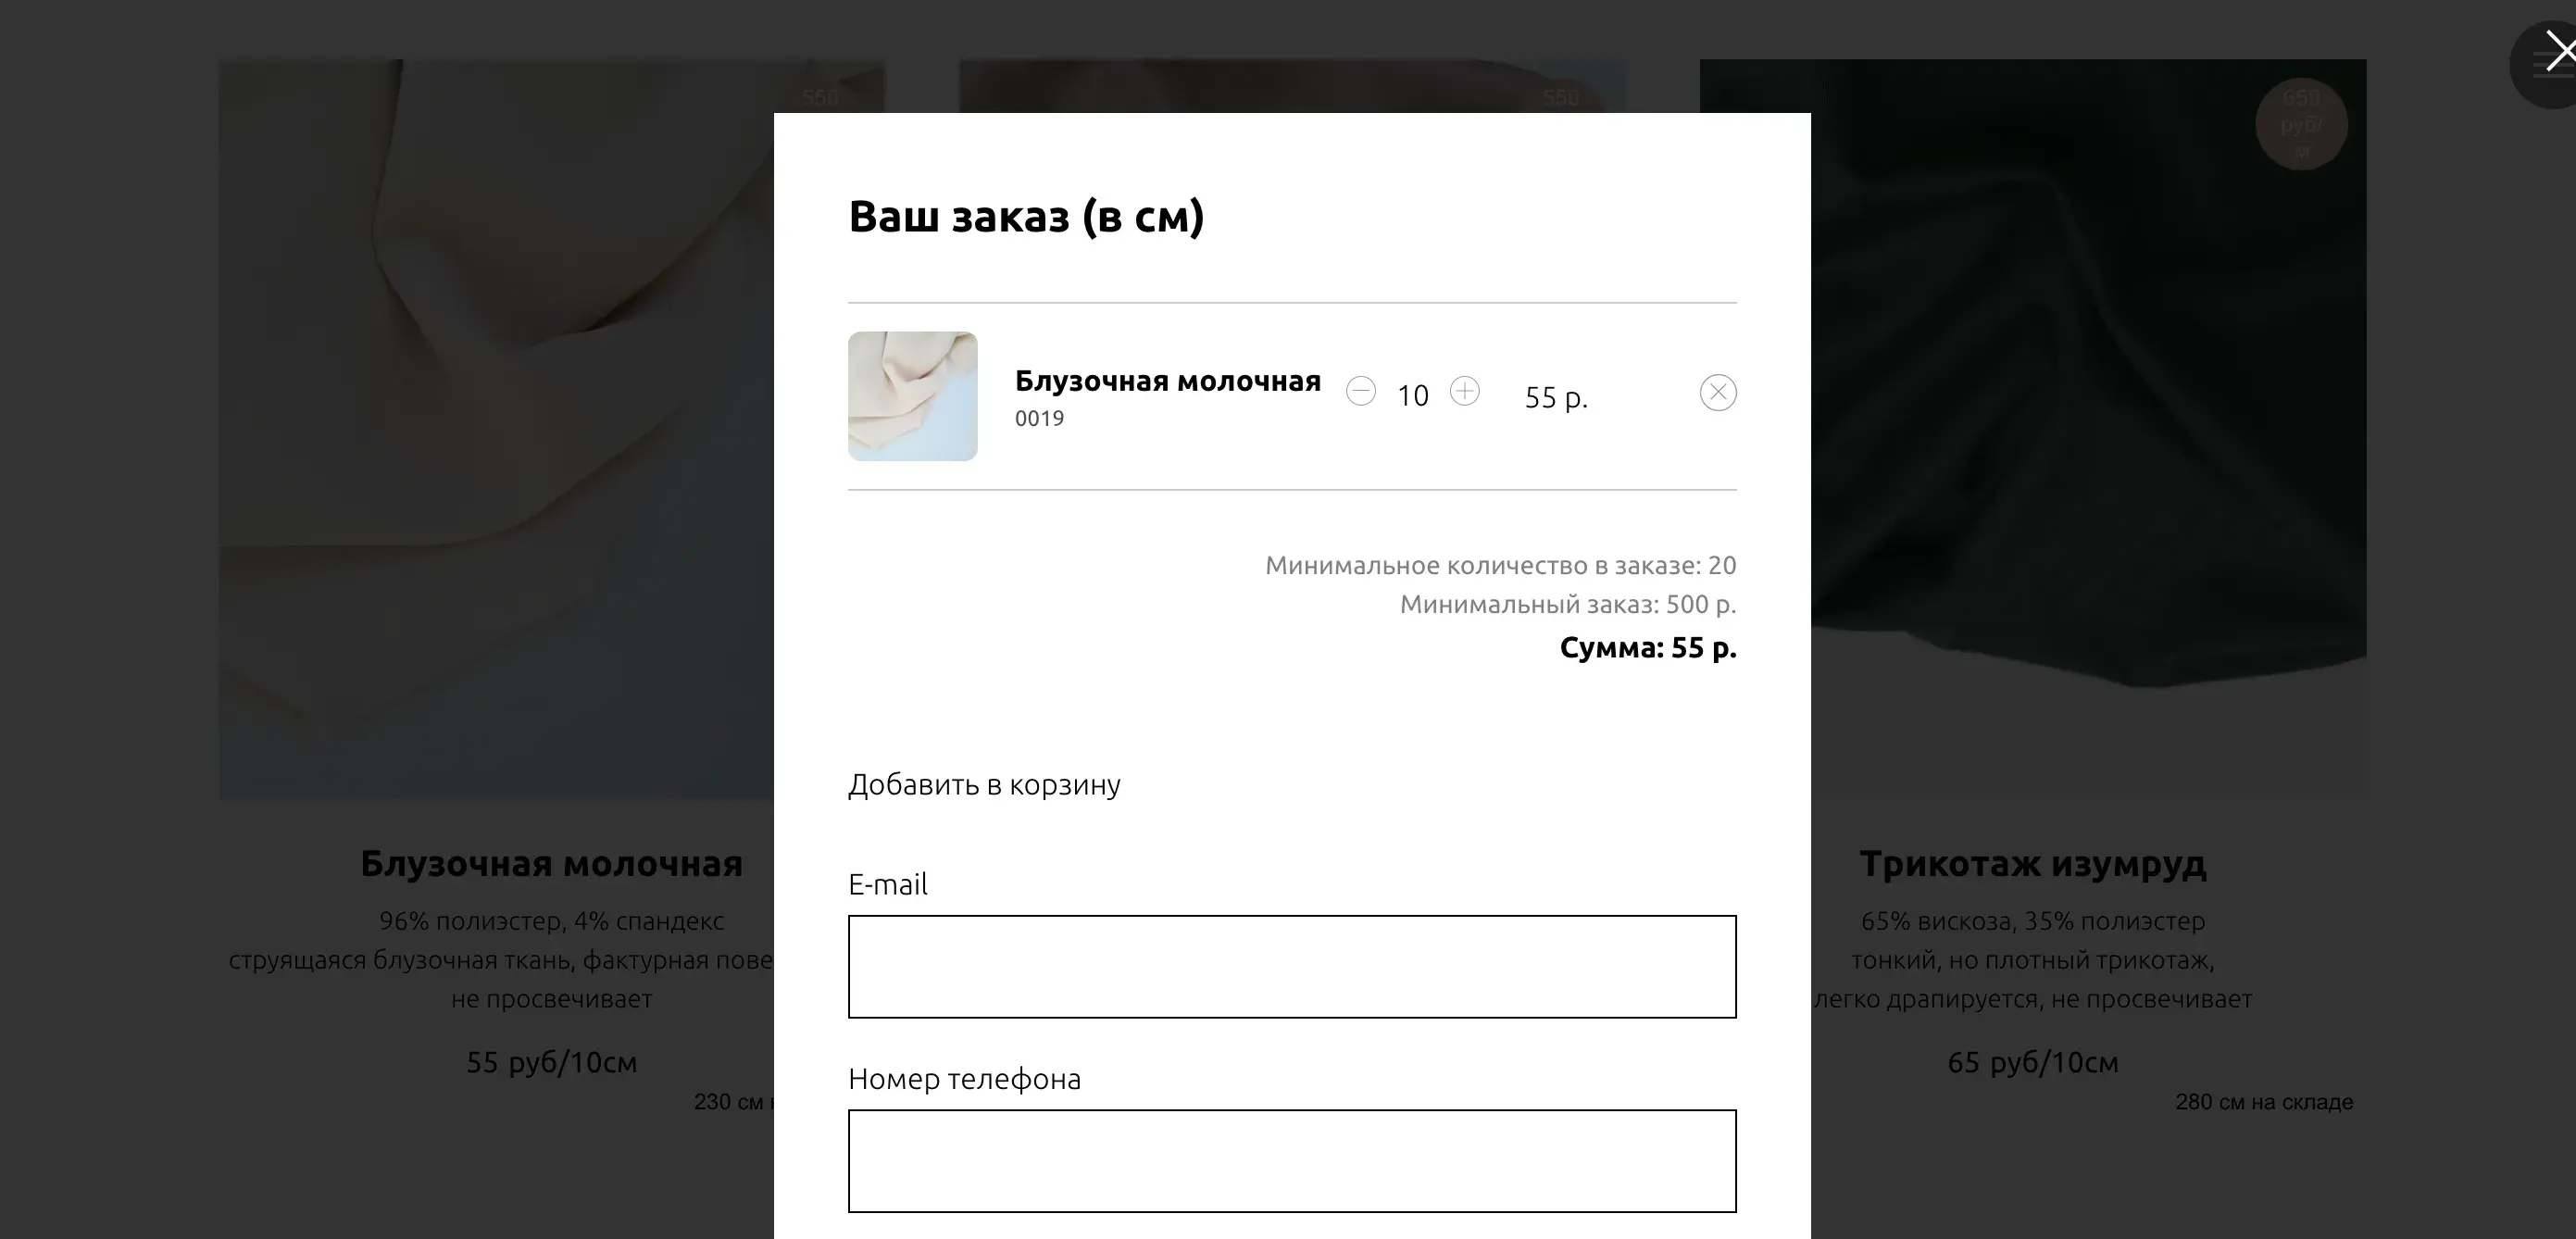 550
550
650
руб/
м
Ваш заказ (в см)
Блузочная молочная
0019
10
55 р.
Минимальное количество в заказе: 20
Минимальный заказ: 500 р.
Сумма: 55 р.
Добавить в корзину
E-mail
Номер телефона
Блузочная молочная
96% полиэстер, 4% спандекс
струящаяся блузочная ткань, фактурная пове
не просвечивает
55 руб/10см
230 см
Трикотаж изумруд
65% вискоза, 35% полиэстер
тонкий, но плотный трикотаж,
легко драпируется, не просвечивает
65 руб/10см
280 см на складе